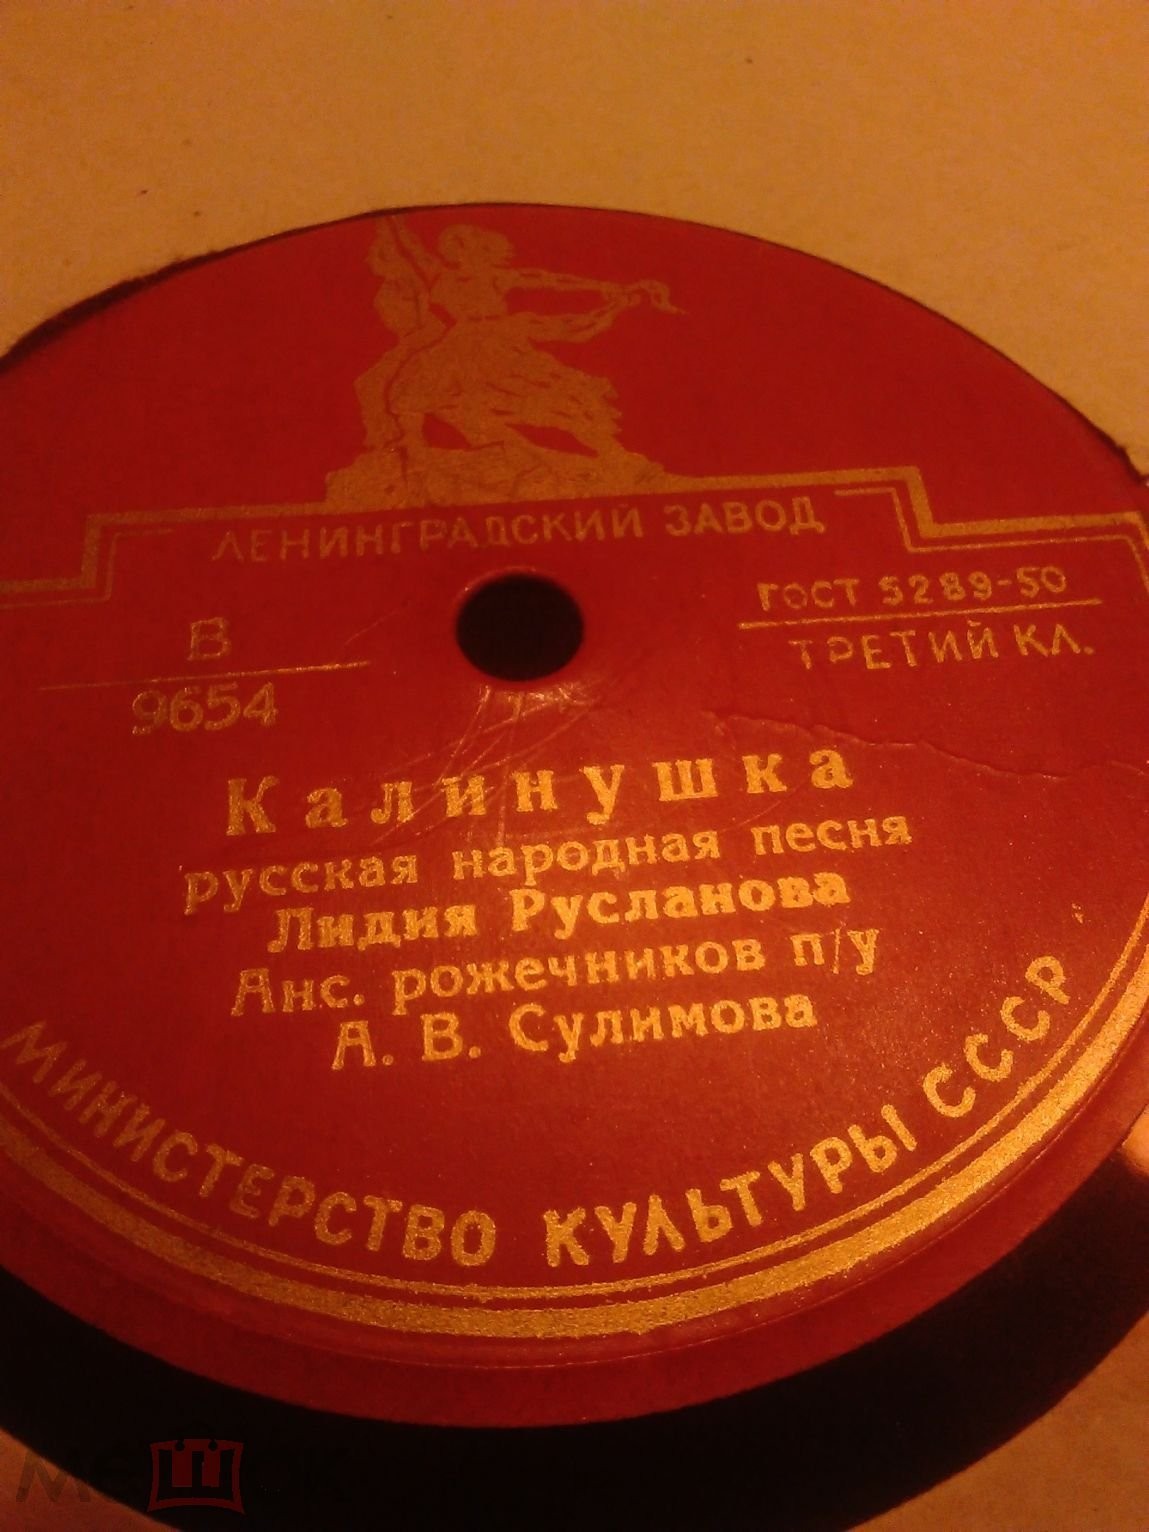 ЛЕНИНГРАДСКИЙ ЗАВОД
В
9654
ГОСТ 5289-50
ТРЕТИЙ КЛ.
Калинушка
русская народная песня
Лидия Русланова
Анс. рожечников п/у
А. В. Сулимова
МИНИСТЕРСТВО КУЛЬТУРЫ СССР
мешок